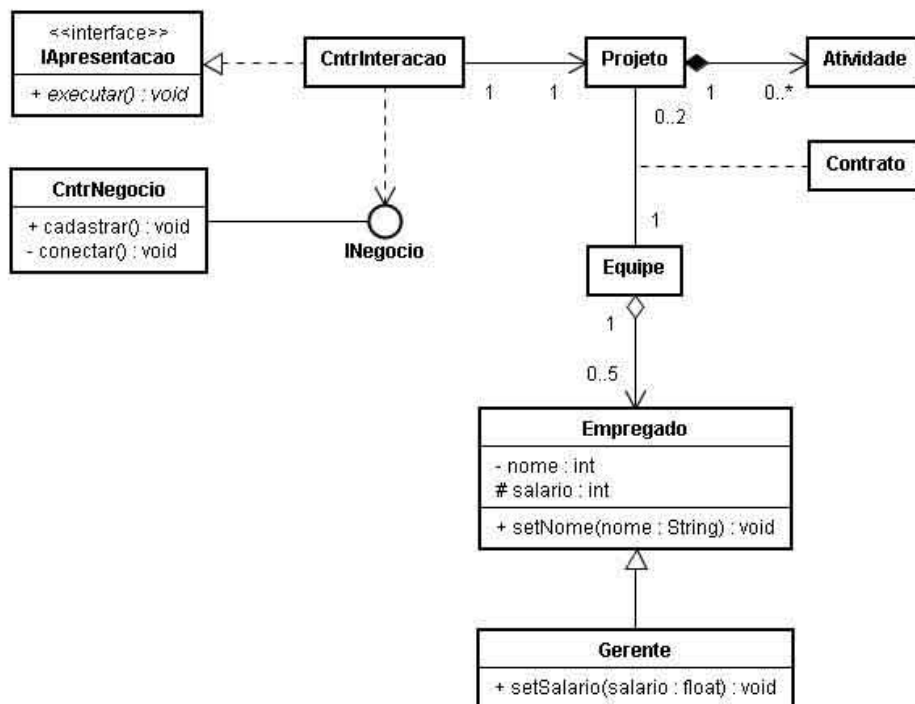 <<interface>>
IApresentacao
+ executar() : void
CntrInteracao
1
1
Projeto
1
0..*
Atividade
0..2
Contrato
CntrNegocio
+ cadastrar() : void
- conectar() : void
INegocio
1
Equipe
1
0..5
Empregado
- nome : int
# salario : int
+ setNome(nome : String) : void
Gerente
+ setSalario(salario : float) : void